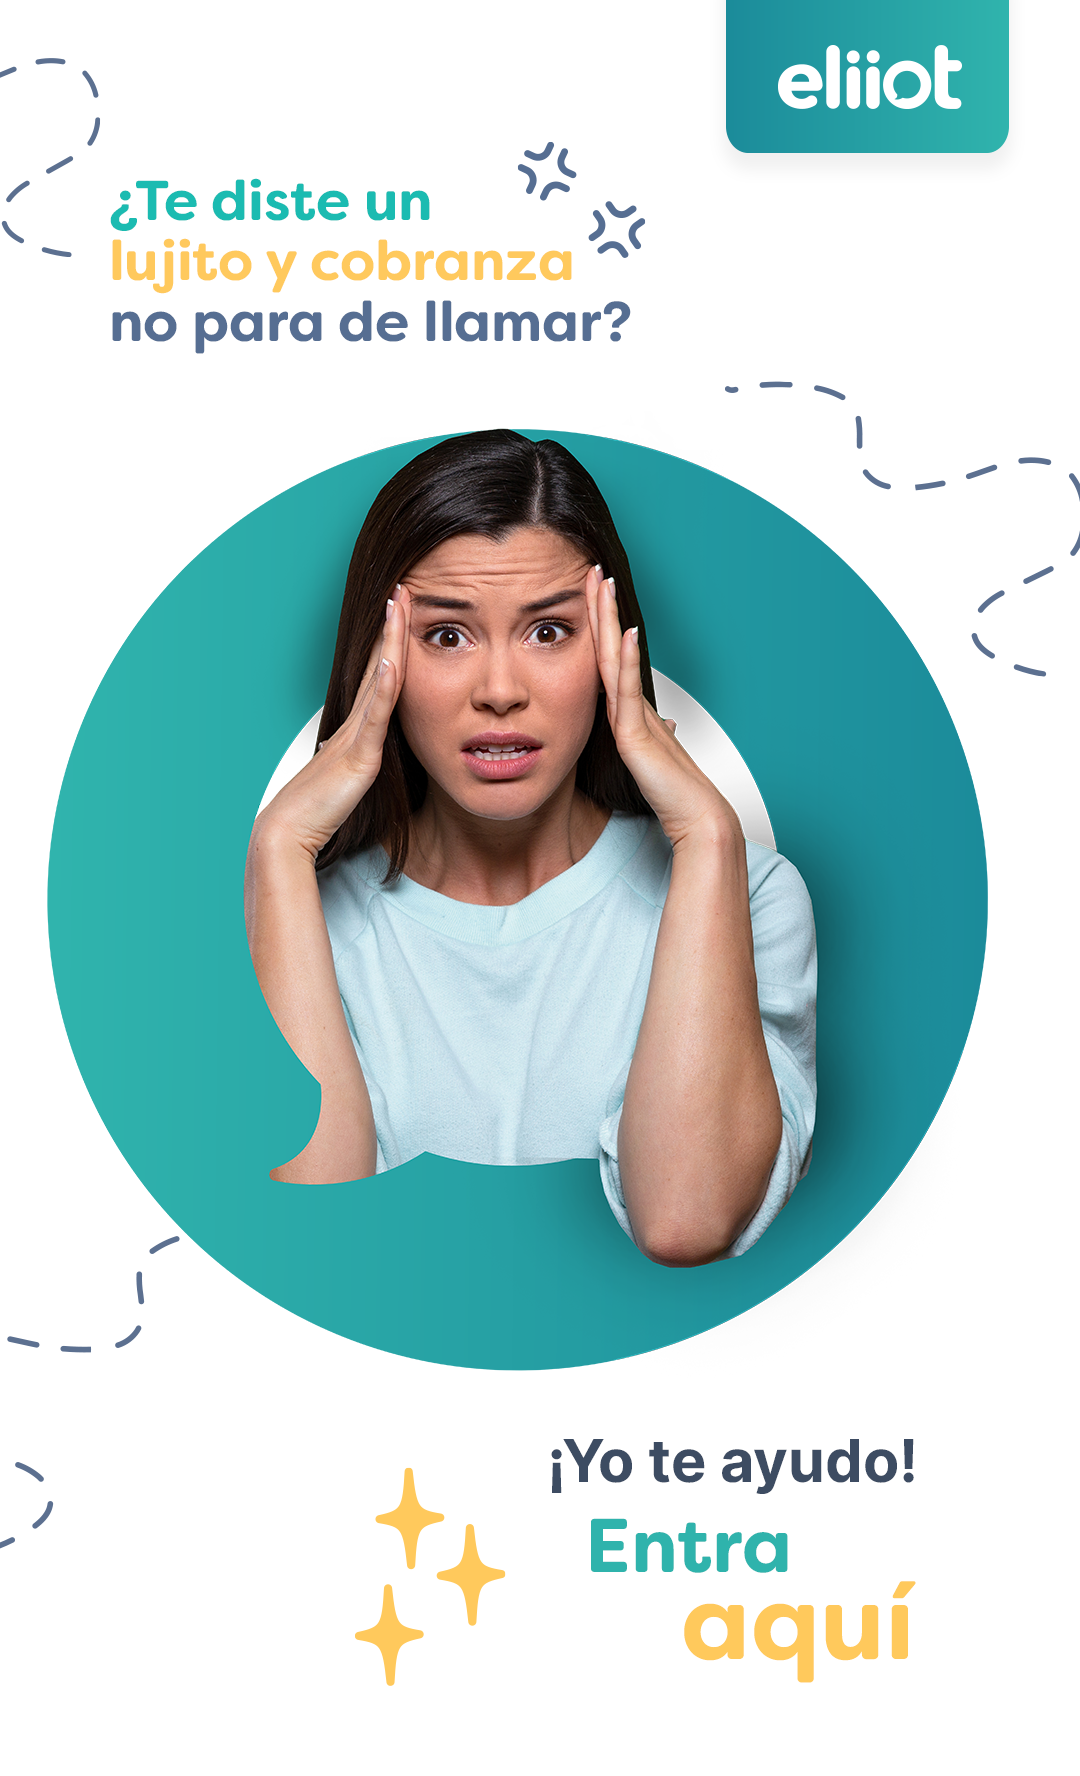 eliiot
¿Te diste un
lujito y cobranza
no para de llamar?
¡Yo te ayudo!
Entra
aquí